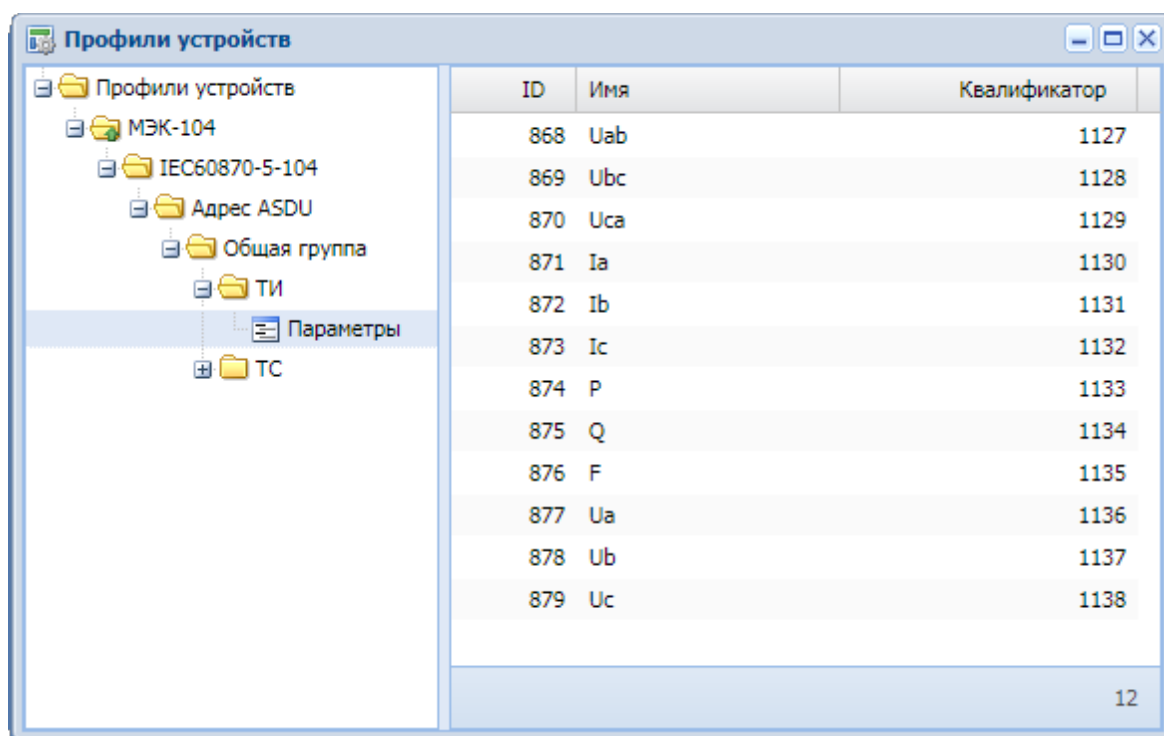 Профили устройств
Профили устройств
МЭК-104
IEC60870-5-104
Адрес ASDU
Общая группа
ТИ
Параметры
ТС
ID Имя Квалификатор
868 Uab 1127
869 Ubc 1128
870 Uca 1129
871 Ia 1130
872 Ib 1131
873 Ic 1132
874 P 1133
875 Q 1134
876 F 1135
877 Ua 1136
878 Ub 1137
879 Uc 1138
12